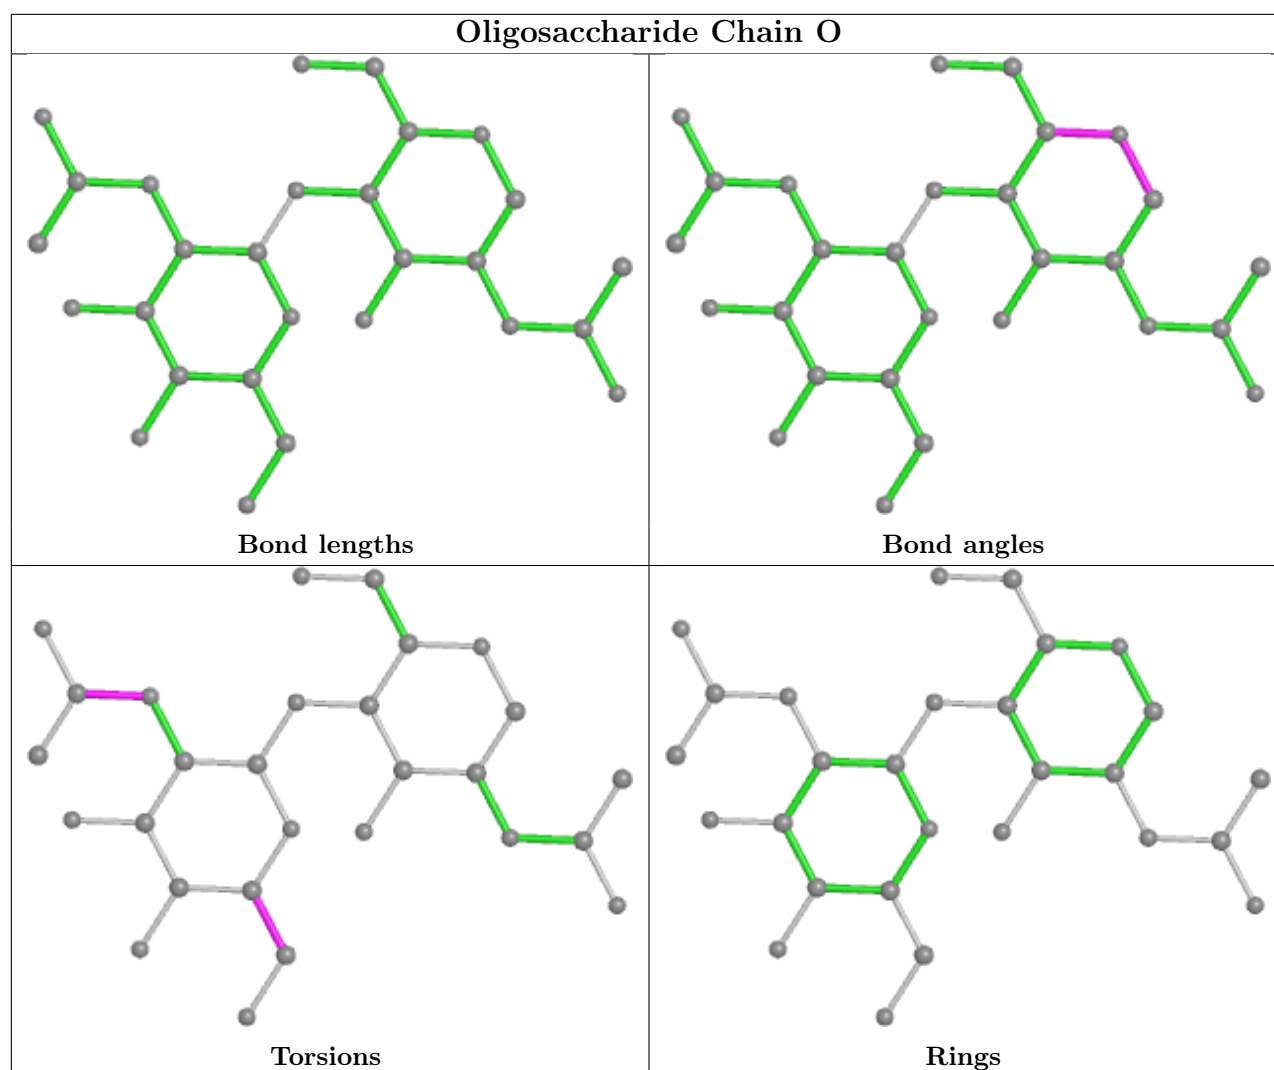 Oligosaccharide Chain O
Bond lengths
Bond angles
Torsions
Rings